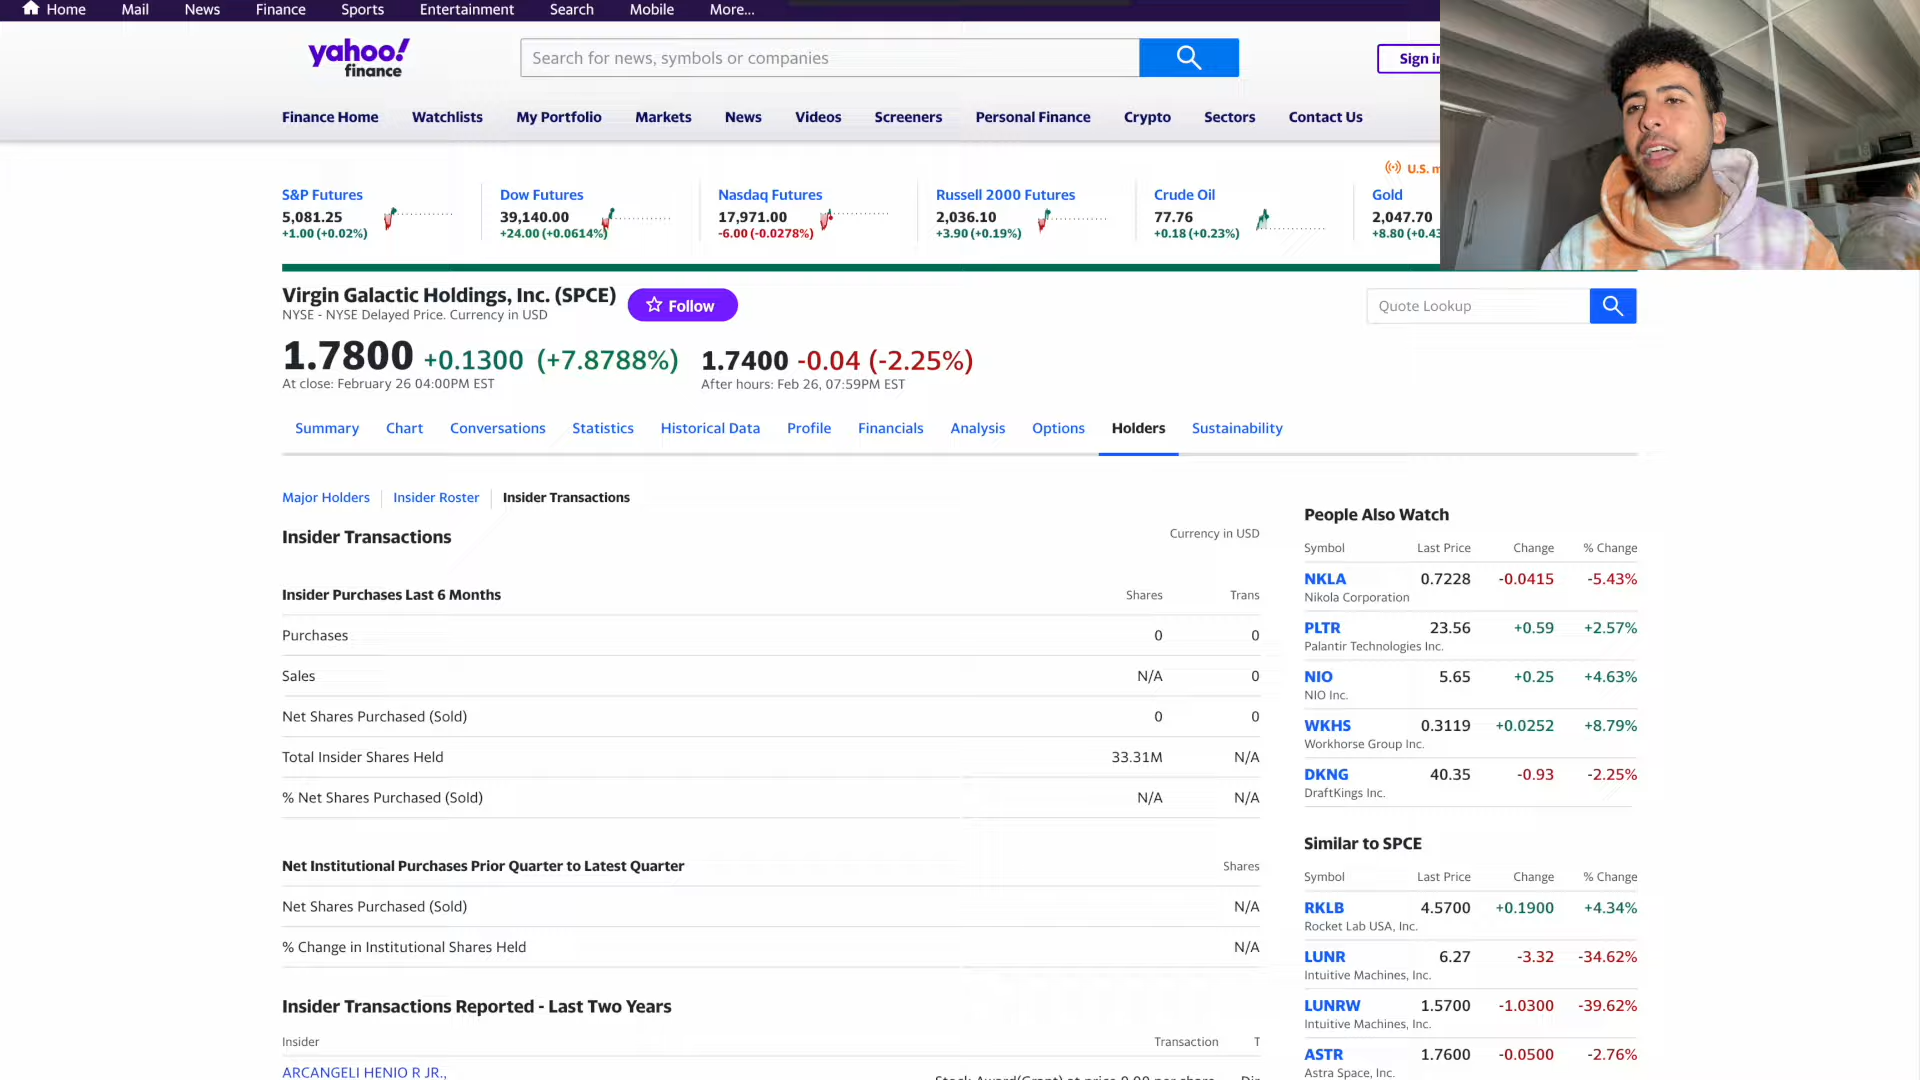 Home Mail News Finance Sports Entertainment Search Mobile More...
yahoo!
finance
Search for news, symbols or companies
Finance Home Watchlists My Portfolio Markets News Videos Screeners Personal Finance Crypto Sectors Contact Us
S&P Futures Dow Futures Nasdaq Futures Russell 2000 Futures Crude Oil Gold
5,081.25 39,140.00 17,971.00 2,036.10 77.76 2,047.70
+1.00 (+0.02%) +24.00 (+0.0614%) -6.00 (-0.0278%) +3.90 (+0.19%) +0.18 (+0.23%)
Virgin Galactic Holdings, Inc. (SPCE) Follow
NYSE - NYSE Delayed Price. Currency in USD
Quote Lookup
1.7800 +0.1300 (+7.8788%) 1.7400 -0.04 (-2.25%)
At close: February 26 04:00PM EST After hours: Feb 26, 07:59PM EST
Summary Chart Conversations Statistics Historical Data Profile Financials Analysis Options Holders Sustainability
Major Holders Insider Roster Insider Transactions
Insider Transactions Currency in USD
Insider Purchases Last 6 Months Shares Trans
Purchases 0 0
Sales N/A 0
Net Shares Purchased (Sold) 0 0
Total Insider Shares Held 33.31M N/A
% Net Shares Purchased (Sold) N/A N/A
Net Institutional Purchases Prior Quarter to Latest Quarter Shares
Net Shares Purchased (Sold) N/A
% Change in Institutional Shares Held N/A
Insider Transactions Reported - Last Two Years
Insider Transaction T
ARCANGELI HENIO R JR.,
People Also Watch
Symbol Last Price Change % Change
NKLA 0.7228 -0.0415 -5.43%
Nikola Corporation
PLTR 23.56 +0.59 +2.57%
Palantir Technologies Inc.
NIO 5.65 +0.25 +4.63%
NIO Inc.
WKHS 0.3119 +0.0252 +8.79%
Workhorse Group Inc.
DKNG 40.35 -0.93 -2.25%
DraftKings Inc.
Similar to SPCE
Symbol Last Price Change % Change
RKLB 4.5700 +0.1900 +4.34%
Rocket Lab USA, Inc.
LUNR 6.27 -3.32 -34.62%
Intuitive Machines, Inc.
LUNRW 1.5700 -1.0300 -39.62%
Intuitive Machines, Inc.
ASTR 1.7600 -0.0500 -2.76%
Astra Space, Inc.